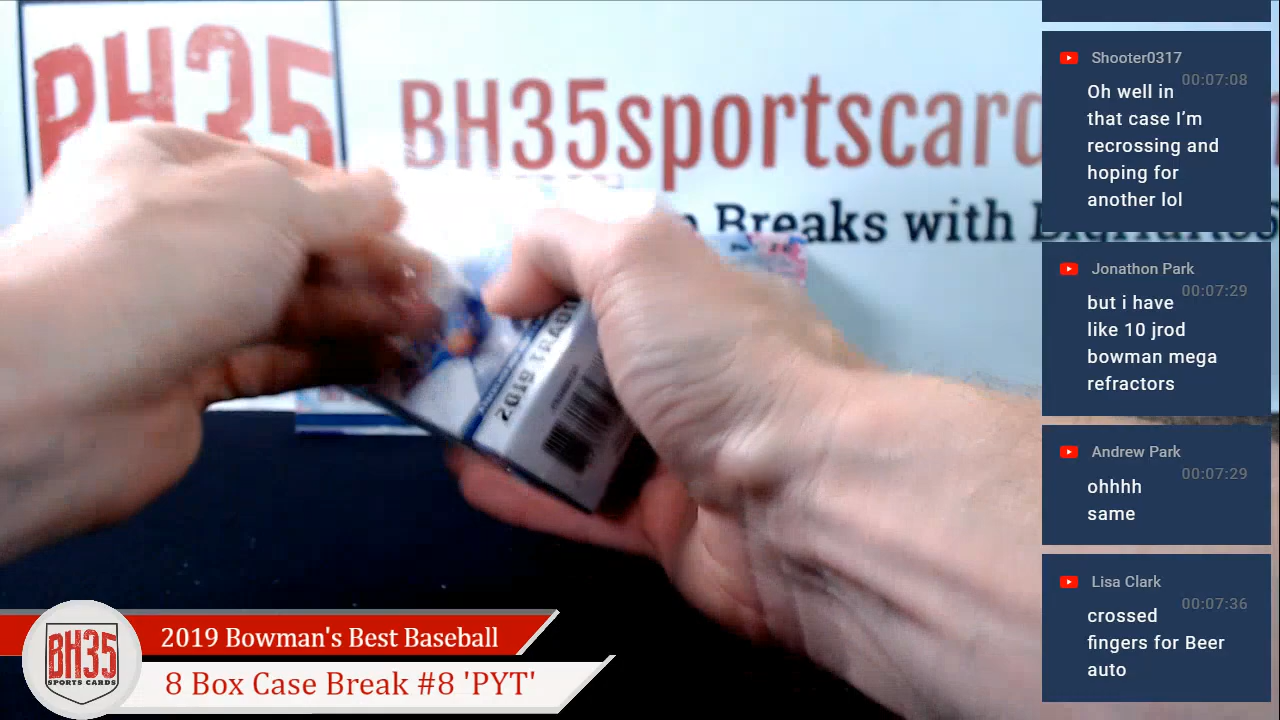 BH35
BH35sportscard
Breaks with
2019 TRAD
Shooter0317
00:07:08
Oh well in
that case I'm
recrossing and
hoping for
another lol
Jonathon Park
00:07:29
but i have
like 10 jrod
bowman mega
refractors
Andrew Park
00:07:29
ohhhh
same
Lisa Clark
00:07:36
crossed
fingers for Beer
auto
BH35
SPORTS CARDS
2019 Bowman's Best Baseball
8 Box Case Break #8 'PYT'